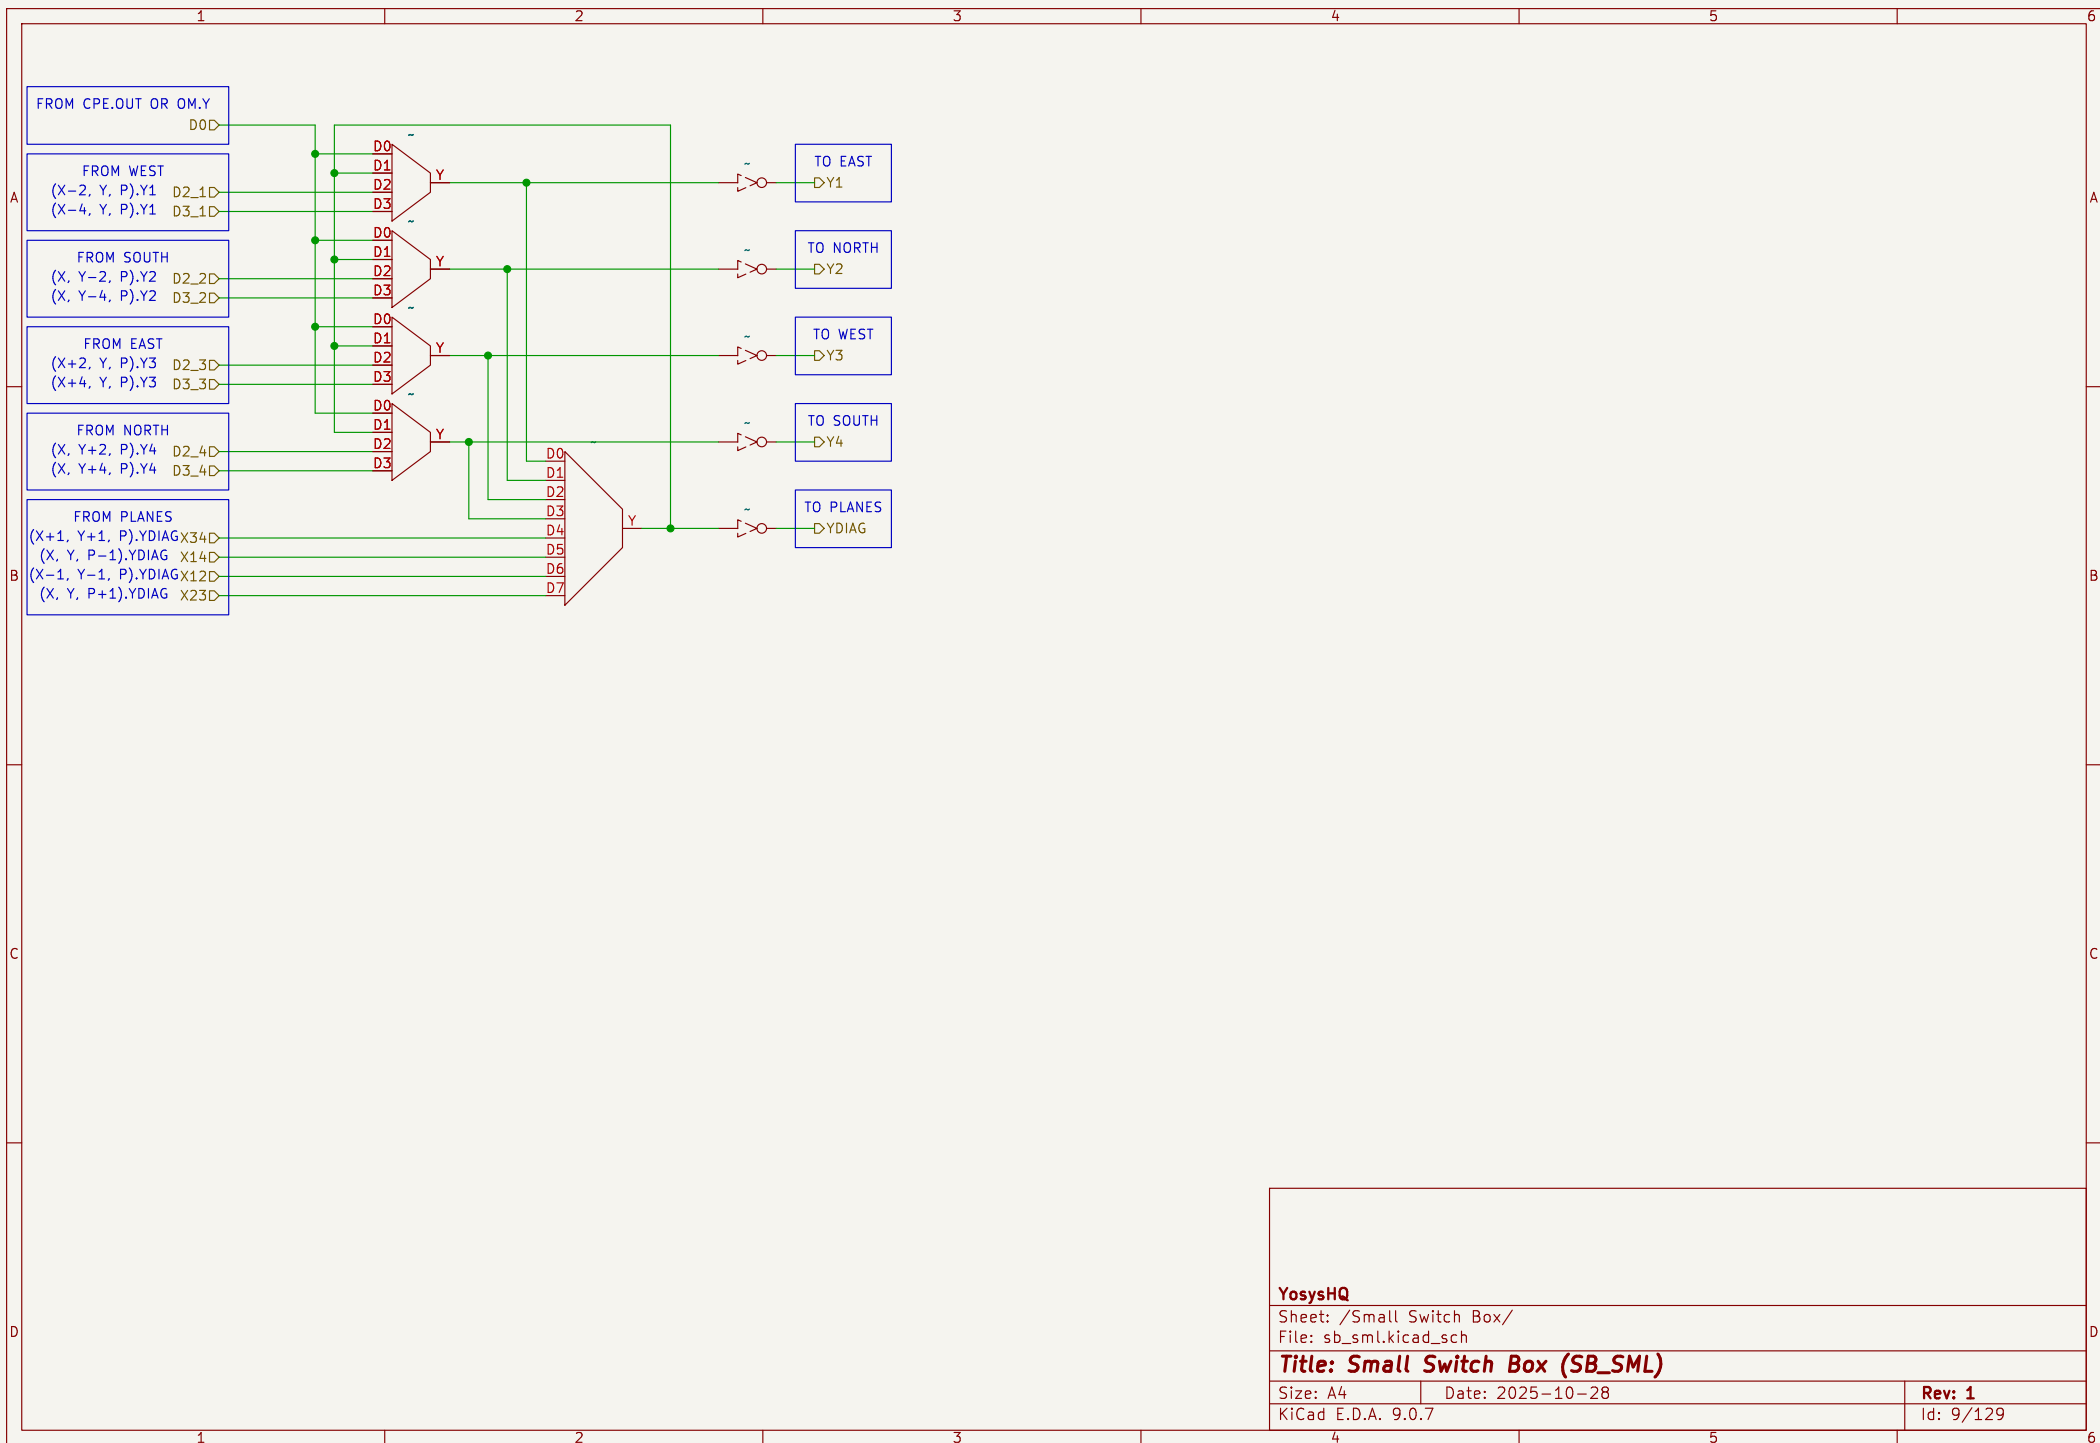 1 2 3 4 5 6
A
B
C
D
A
B
C
D
FROM CPE.OUT OR OM.Y
D0
FROM WEST
(X-2, Y, P).Y1 D2_1
(X-4, Y, P).Y1 D3_1
FROM SOUTH
(X, Y-2, P).Y2 D2_2
(X, Y-4, P).Y2 D3_2
FROM EAST
(X+2, Y, P).Y3 D2_3
(X+4, Y, P).Y3 D3_3
FROM NORTH
(X, Y+2, P).Y4 D2_4
(X, Y+4, P).Y4 D3_4
FROM PLANES
(X+1, Y+1, P).YDIAG X34
(X, Y, P-1).YDIAG X14
(X-1, Y-1, P).YDIAG X12
(X, Y, P+1).YDIAG X23
~
D0
D1
D2
D3
Y
~
D0
D1
D2
D3
Y
~
D0
D1
D2
D3
Y
~
D0
D1
D2
D3
Y
~
D0
D1
D2
D3
D4
D5
D6
D7
Y
~
~
~
~
~
TO EAST
Y1
TO NORTH
Y2
TO WEST
Y3
TO SOUTH
Y4
TO PLANES
YDIAG
YosysHQ
Sheet: /Small Switch Box/
File: sb_sml.kicad_sch
Title: Small Switch Box (SB_SML)
Size: A4 Date: 2025-10-28 Rev: 1
KiCad E.D.A. 9.0.7 Id: 9/129
1 2 3 4 5 6